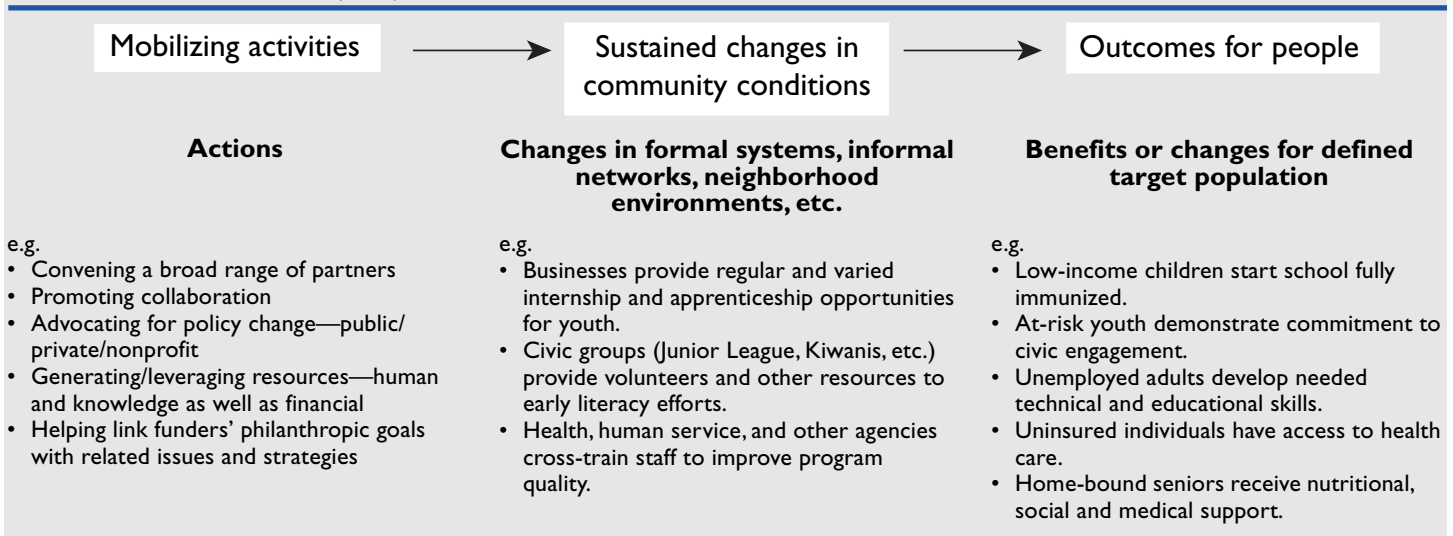 Mobilizing activities
Sustained changes in
community conditions
Outcomes for people
Actions
e.g.
• Convening a broad range of partners
• Promoting collaboration
• Advocating for policy change—public/
private/nonprofit
• Generating/leveraging resources—human
and knowledge as well as financial
• Helping link funders’ philanthropic goals
with related issues and strategies
Changes in formal systems, informal
networks, neighborhood
environments, etc.
e.g.
• Businesses provide regular and varied
internship and apprenticeship opportunities
for youth.
• Civic groups (Junior League, Kiwanis, etc.)
provide volunteers and other resources to
early literacy efforts.
• Health, human service, and other agencies
cross-train staff to improve program
quality.
Benefits or changes for defined
target population
e.g.
• Low-income children start school fully
immunized.
• At-risk youth demonstrate commitment to
civic engagement.
• Unemployed adults develop needed
technical and educational skills.
• Uninsured individuals have access to health
care.
• Home-bound seniors receive nutritional,
social and medical support.